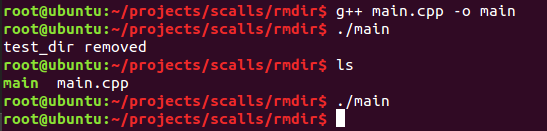 root@ubuntu:~/projects/scalls/rmdir$ g++ main.cpp -o main
root@ubuntu:~/projects/scalls/rmdir$ ./main
test_dir removed
root@ubuntu:~/projects/scalls/rmdir$ ls
main  main.cpp
root@ubuntu:~/projects/scalls/rmdir$ ./main
root@ubuntu:~/projects/scalls/rmdir$